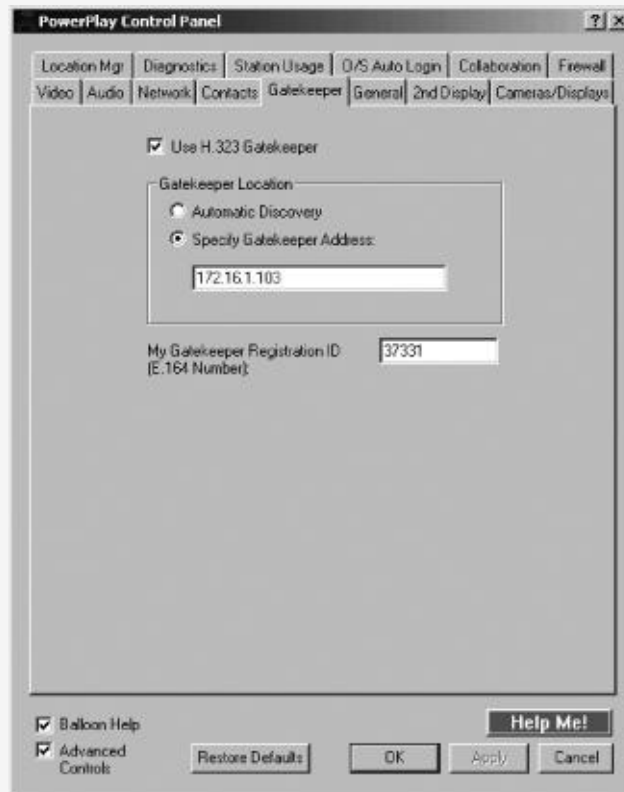 PowerPlay Control Panel
Location Mgr Diagnostics Station Usage O/S Auto Login Collaboration Firewall
Video Audio Network Contacts Gatekeeper General 2nd Display Cameras/Displays
Use H.323 Gatekeeper
Gatekeeper Location
Automatic Discovery
Specify Gatekeeper Address:
172.16.1.103
My Gatekeeper Registration ID 37331
(E.164 Number):
Balloon Help
Help Me!
Advanced
Controls
Restore Defaults OK Apply Cancel